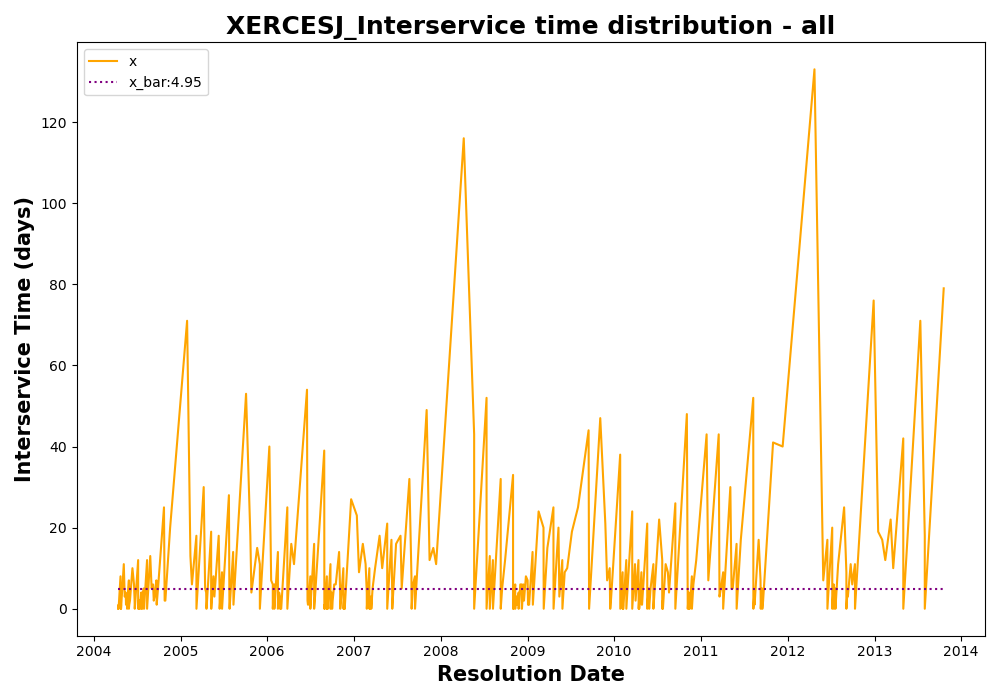 XERCESJ_Interservice time distribution - all
x
x_bar:4.95
Interservice Time (days)
120
100
80
60
40
20
0
2004 2005 2006 2007 2008 2009 2010 2011 2012 2013 2014
Resolution Date